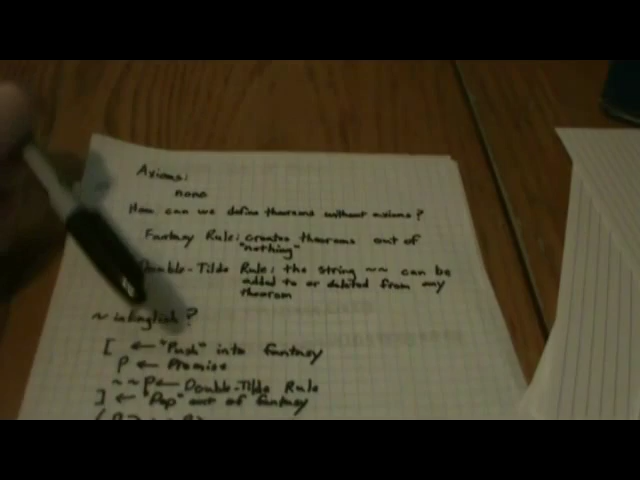 Axioms:
none
How can we define theorems without axioms?
Fantasy Rule: creates theorems out of
"nothing"
Double-Tilde Rule: the string ~~ can be
added to or deleted from any
theorem
~ in English?
[ ← "Push" into fantasy
P ← Premise
~~P ← Double-Tilde Rule
] ← "Pop" out of fantasy